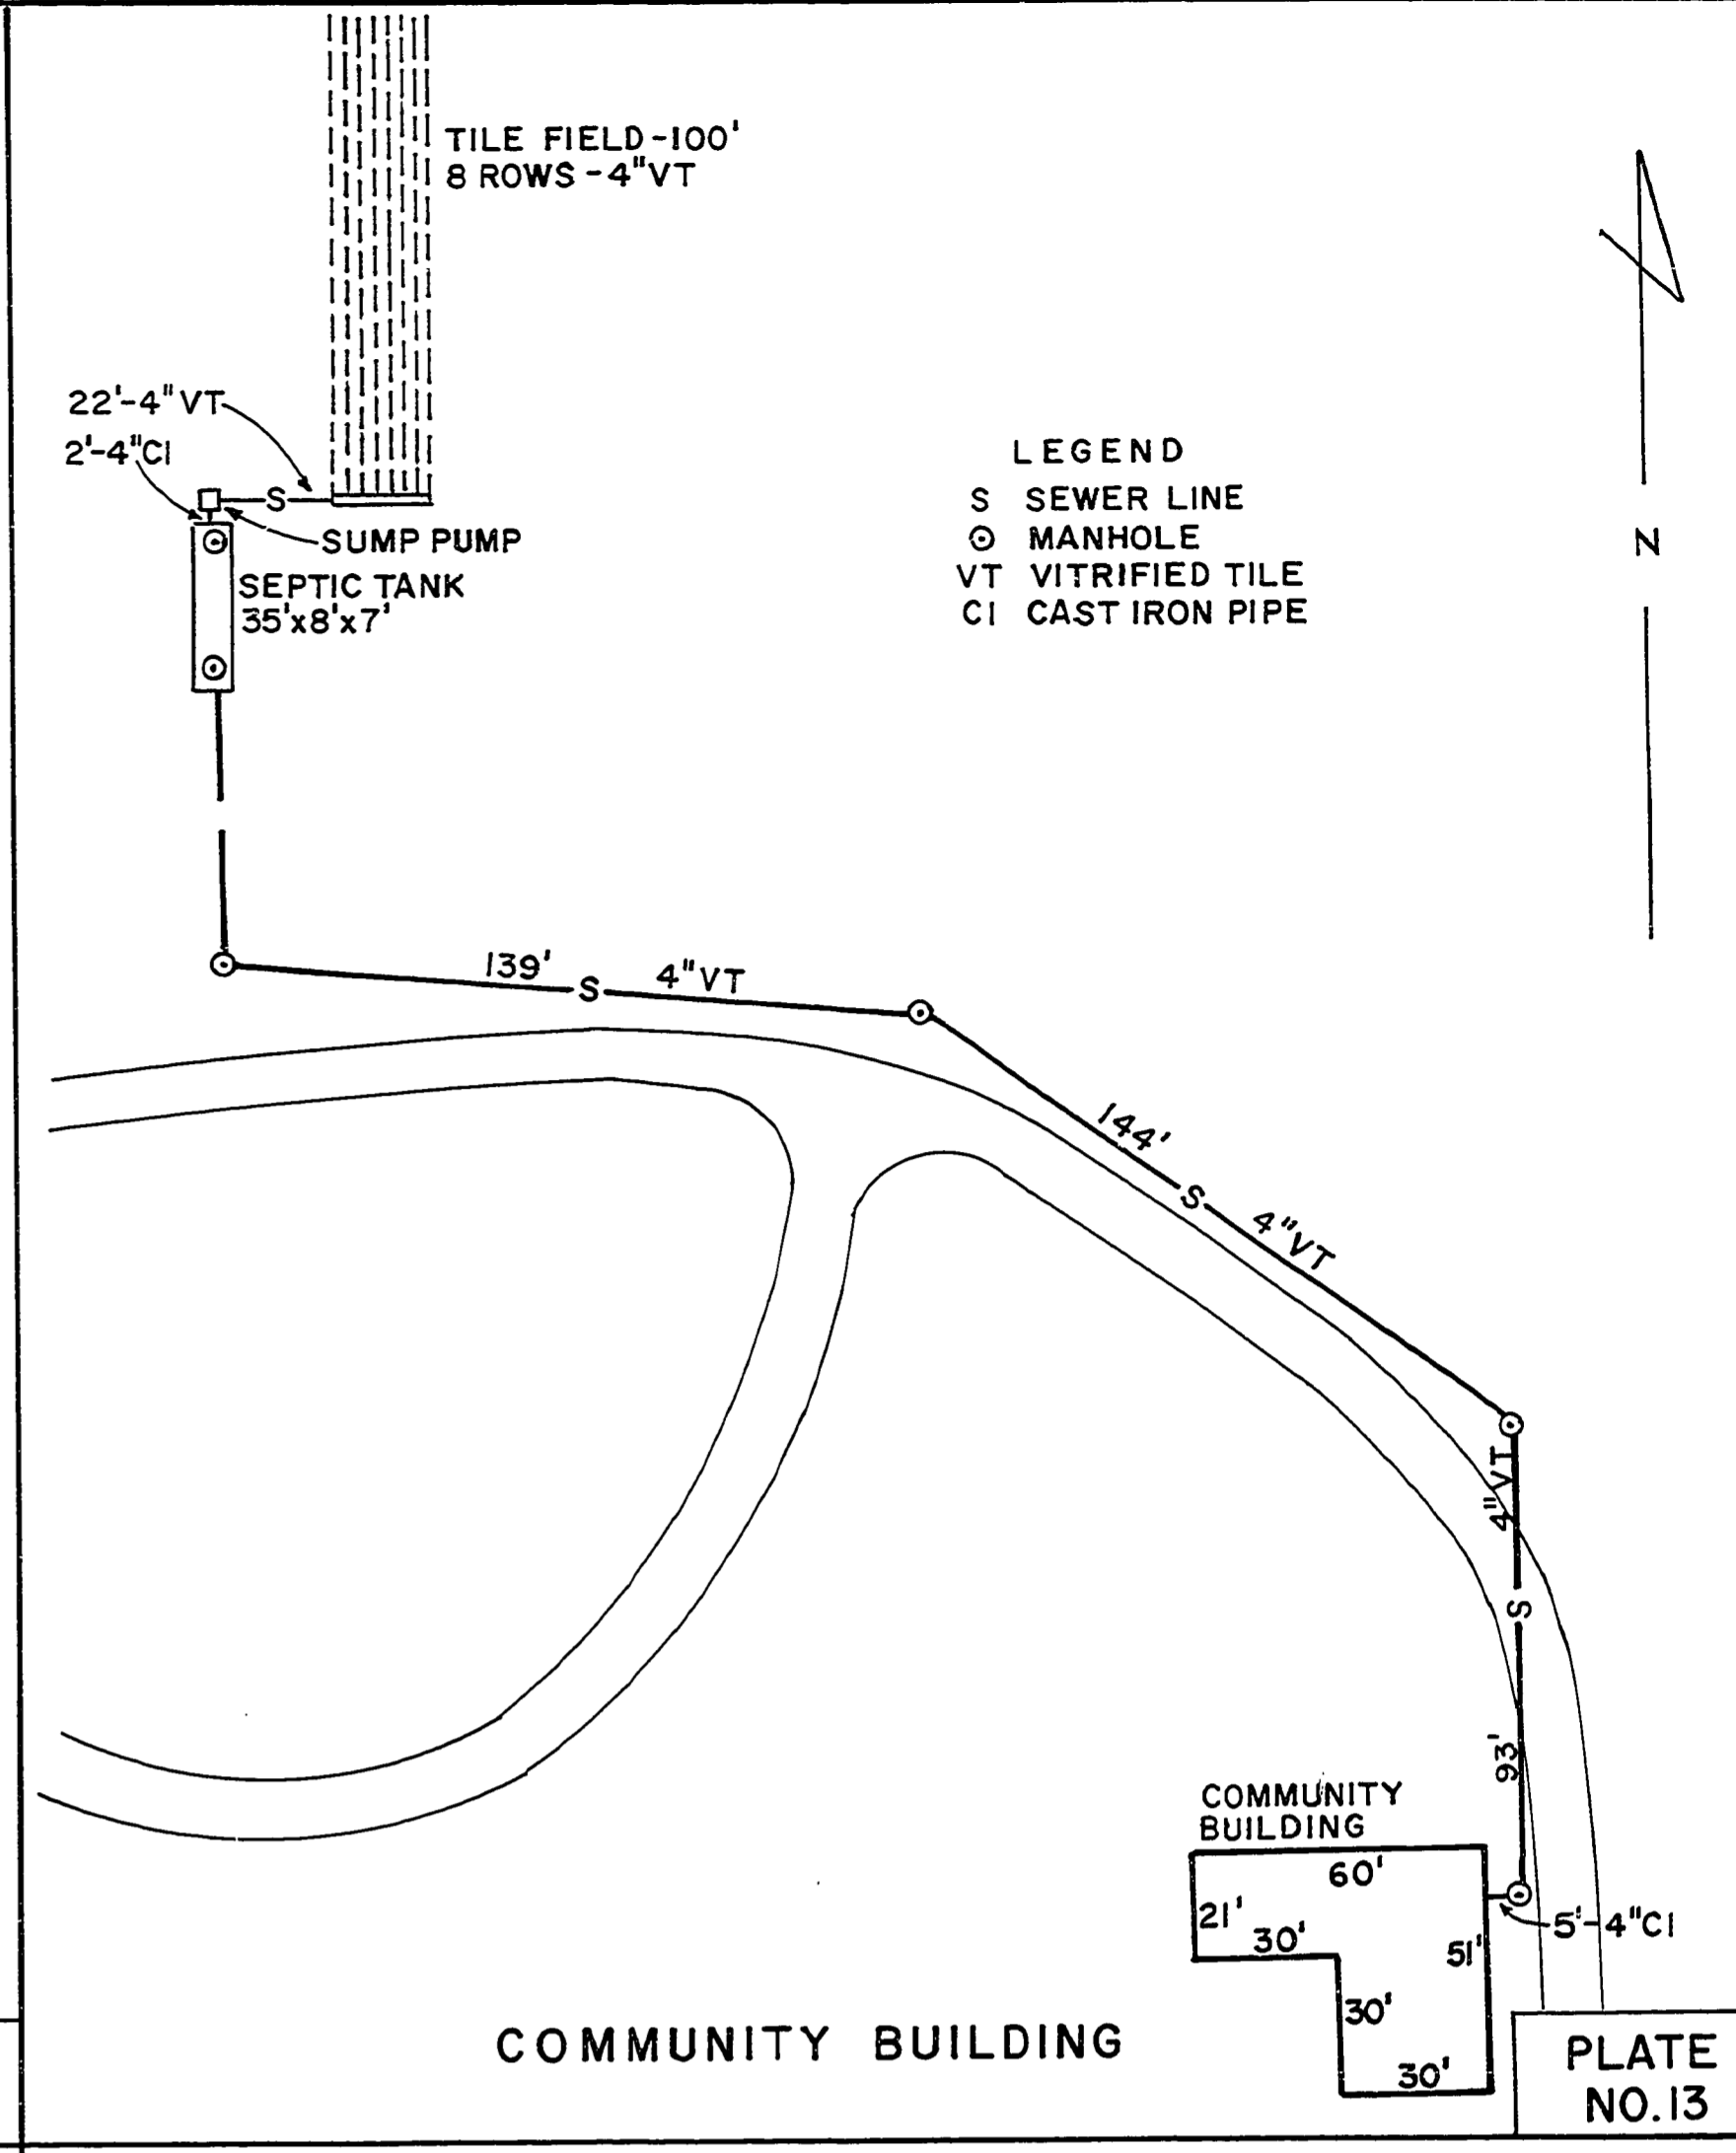 TILE FIELD-100'
8 ROWS-4"VT
22'-4"VT
2'-4"CI
S
SUMP PUMP
SEPTIC TANK
35'x8'x7'
LEGEND
S SEWER LINE
MANHOLE
VT VITRIFIED TILE
CI CAST IRON PIPE
N
139' S 4"VT
144' S 4"VT
4"VT
S
93'
COMMUNITY
BUILDING
60'
21'
30'
51'
5'-4"CI
30'
30'
COMMUNITY BUILDING
PLATE
NO.13